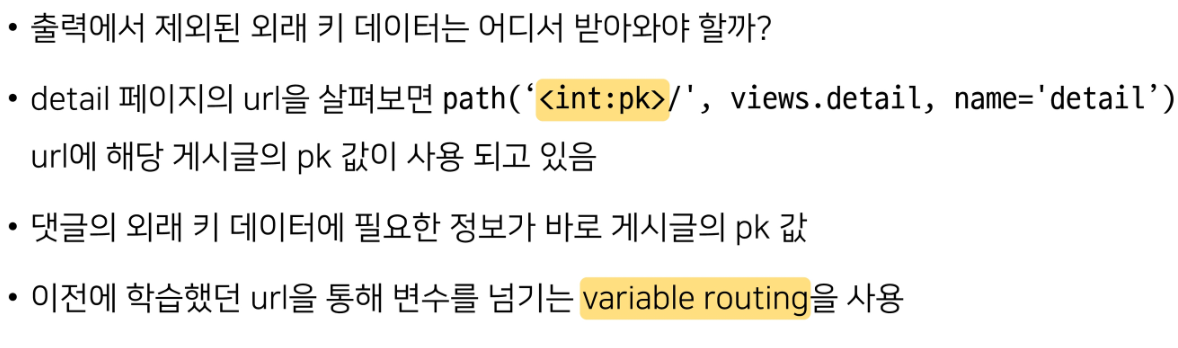 • 출력에서 제외된 외래 키 데이터는 어디서 받아와야 할까?
• detail 페이지의 url을 살펴보면 path(‘<int:pk>/', views.detail, name='detail’)
url에 해당 게시글의 pk 값이 사용 되고 있음
• 댓글의 외래 키 데이터에 필요한 정보가 바로 게시글의 pk 값
• 이전에 학습했던 url을 통해 변수를 넘기는 variable routing을 사용